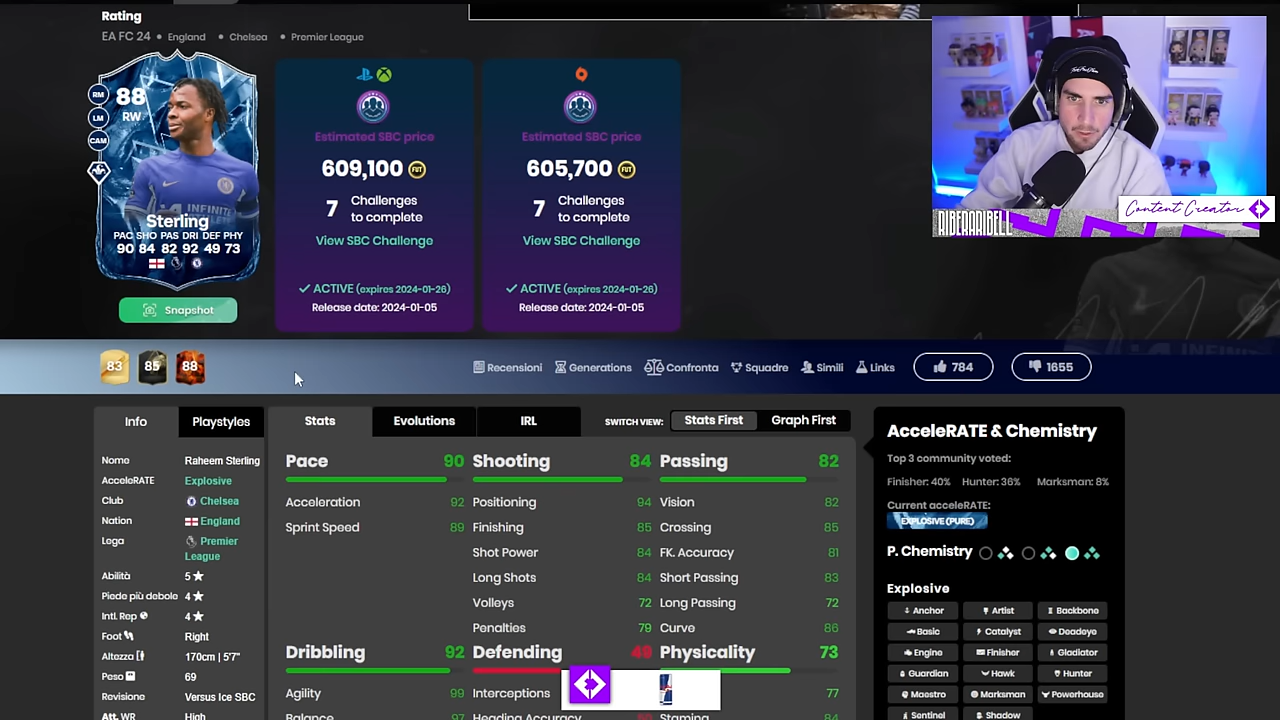 Rating
EA FC 24 • England • Chelsea • Premier League
RM
LM
CAM
88
RW
Sterling
PAC SHO PAS DRI DEF PHY
90 84 82 92 49 73
Snapshot
Estimated SBC price
609,100 FUT
7 Challenges to complete
View SBC Challenge
✓ ACTIVE (expires 2024-01-26)
Release date: 2024-01-05
Estimated SBC price
605,700 FUT
7 Challenges to complete
View SBC Challenge
✓ ACTIVE (expires 2024-01-26)
Release date: 2024-01-05
Content Creator
RIBERARIBELL
83 85 88
Recensioni Generations Confronta Squadre Simili Links 784 1655
Info Playstyles
Nome Raheem Sterling
AcceleRATE Explosive
Club Chelsea
Nation England
Lega Premier
League
Abilità 5★
Piede più debole 4★
Intl. Rep 4★
Foot Right
Altezza 170cm | 5'7"
Peso 69
Revisione Versus Ice SBC
Att. WR High
Stats Evolutions IRL SWITCH VIEW: Stats First Graph First
Pace 90
Acceleration 92
Sprint Speed 89
Shooting 84
Positioning 94
Finishing 85
Shot Power 84
Long Shots 84
Volleys 72
Penalties 79
Passing 82
Vision 82
Crossing 85
FK. Accuracy 81
Short Passing 83
Long Passing 72
Curve 86
Dribbling 92
Agility 99
Balance 97
Defending 49
Interceptions
Heading Accuracy 60
Physicality 73
77
Stamina 84
AcceleRATE & Chemistry
Top 3 community voted:
Finisher: 40% Hunter: 36% Marksman: 8%
Current acceleRATE:
EXPLOSIVE (PURE)
P. Chemistry
Explosive
Anchor Artist Backbone
Basic Catalyst Deadeye
Engine Finisher Gladiator
Guardian Hawk Hunter
Maestro Marksman Powerhouse
Sentinel Shadow